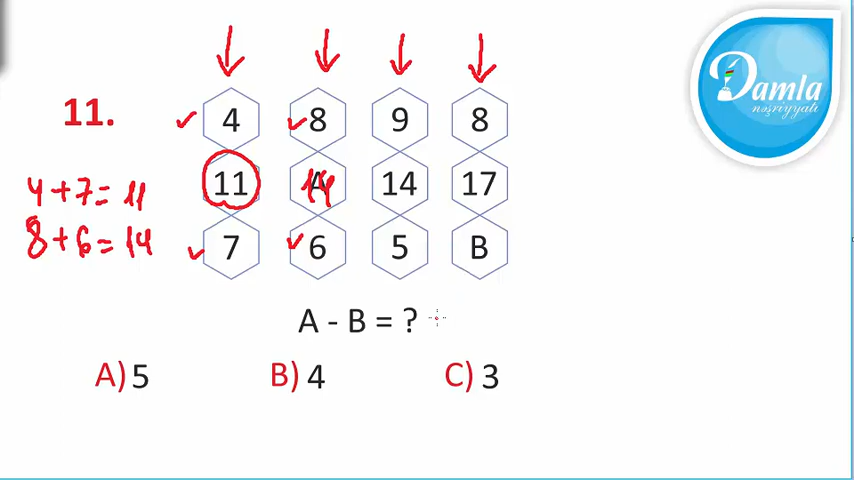 Damla
nəşriyyatı
11.
4 8 9 8
11 A 14 14 17
7 6 5 B
4+7=11
8+6=14
A - B = ?
A) 5 B) 4 C) 3